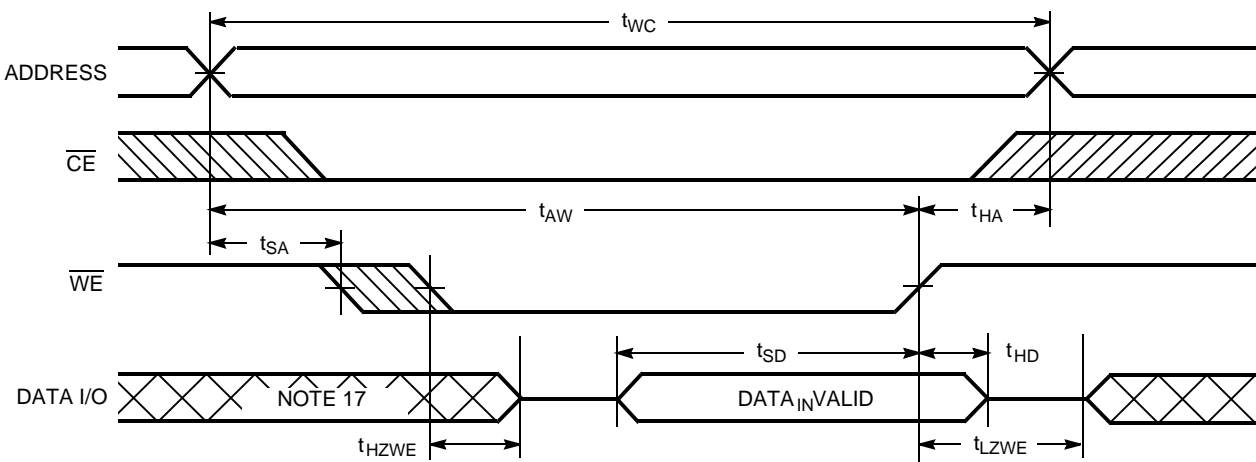 tWC
ADDRESS
CE
tAW
tHA
tSA
WE
tSD
tHD
DATA I/O
NOTE 17
DATAINVALID
tHZWE
tLZWE